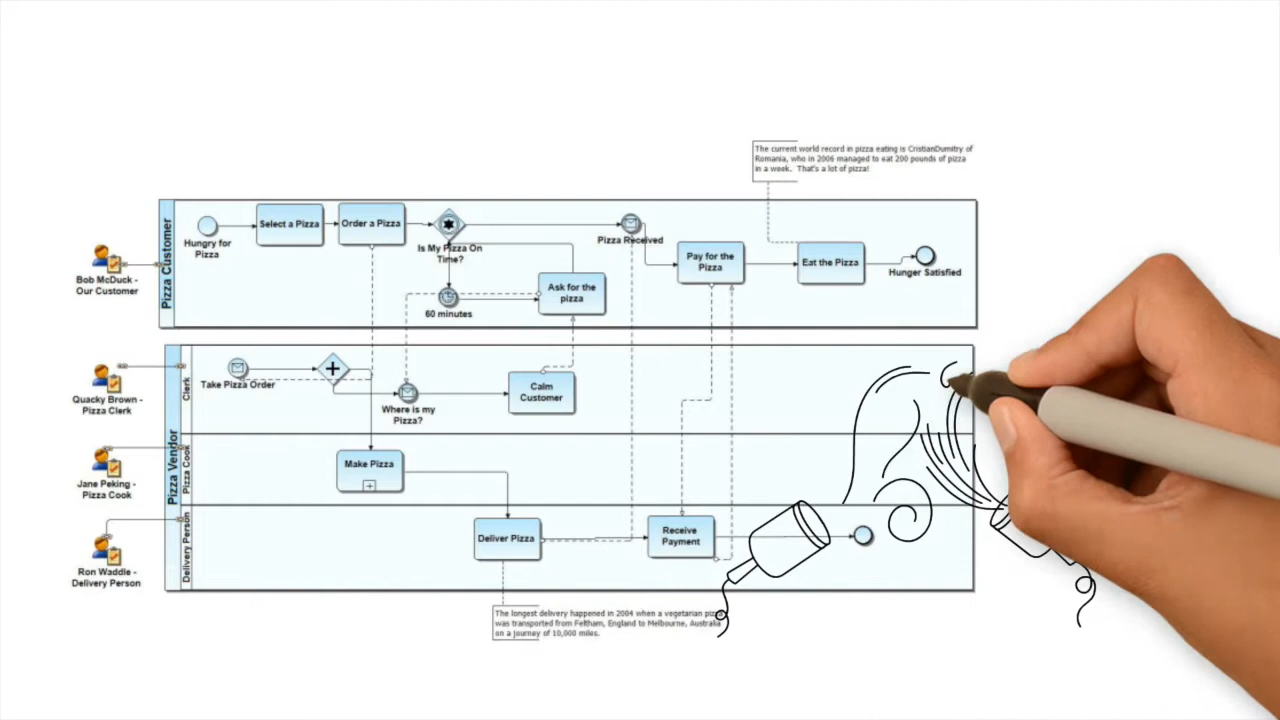 The current world record in pizza eating is CristianDumitry of
Romania, who in 2006 managed to eat 200 pounds of pizza
in a week. That's a lot of pizza!
Pizza Customer
Bob McDuck -
Our Customer
Hungry for
Pizza
Select a Pizza
Order a Pizza
Is My Pizza On
Time?
60 minutes
Ask for the
pizza
Pizza Received
Pay for the
Pizza
Eat the Pizza
Hunger Satisfied
Pizza Vendor
Clerk
Quacky Brown -
Pizza Clerk
Take Pizza Order
Where is my
Pizza?
Calm
Customer
Pizza Cook
Jane Peking -
Pizza Cook
Make Pizza
Delivery Person
Ron Waddle -
Delivery Person
Deliver Pizza
Receive
Payment
The longest delivery happened in 2004 when a vegetarian pizza
was transported from Feltham, England to Melbourne, Australia
on a journey of 10,000 miles.